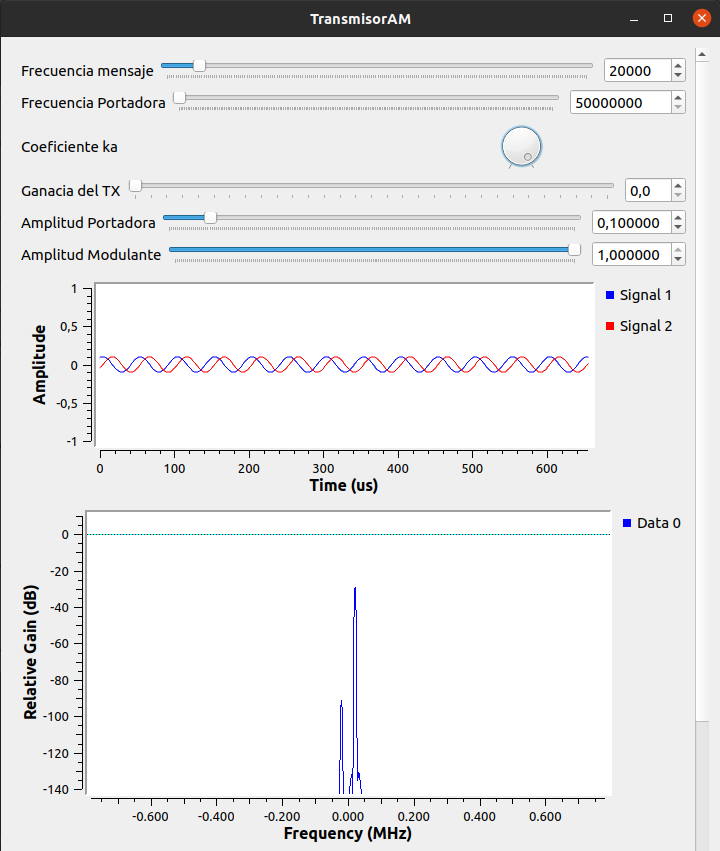 TransmisorAM
Frecuencia mensaje 20000
Frecuencia Portadora 50000000
Coeficiente ka
Ganacia del TX 0,0
Amplitud Portadora 0,100000
Amplitud Modulante 1,000000
Signal 1
Signal 2
Amplitude
1
0,5
0
-0,5
-1
0 100 200 300 400 500 600
Time (us)
Data 0
Relative Gain (dB)
0
-20
-40
-60
-80
-100
-120
-140
-0.600 -0.400 -0.200 0.000 0.200 0.400 0.600
Frequency (MHz)